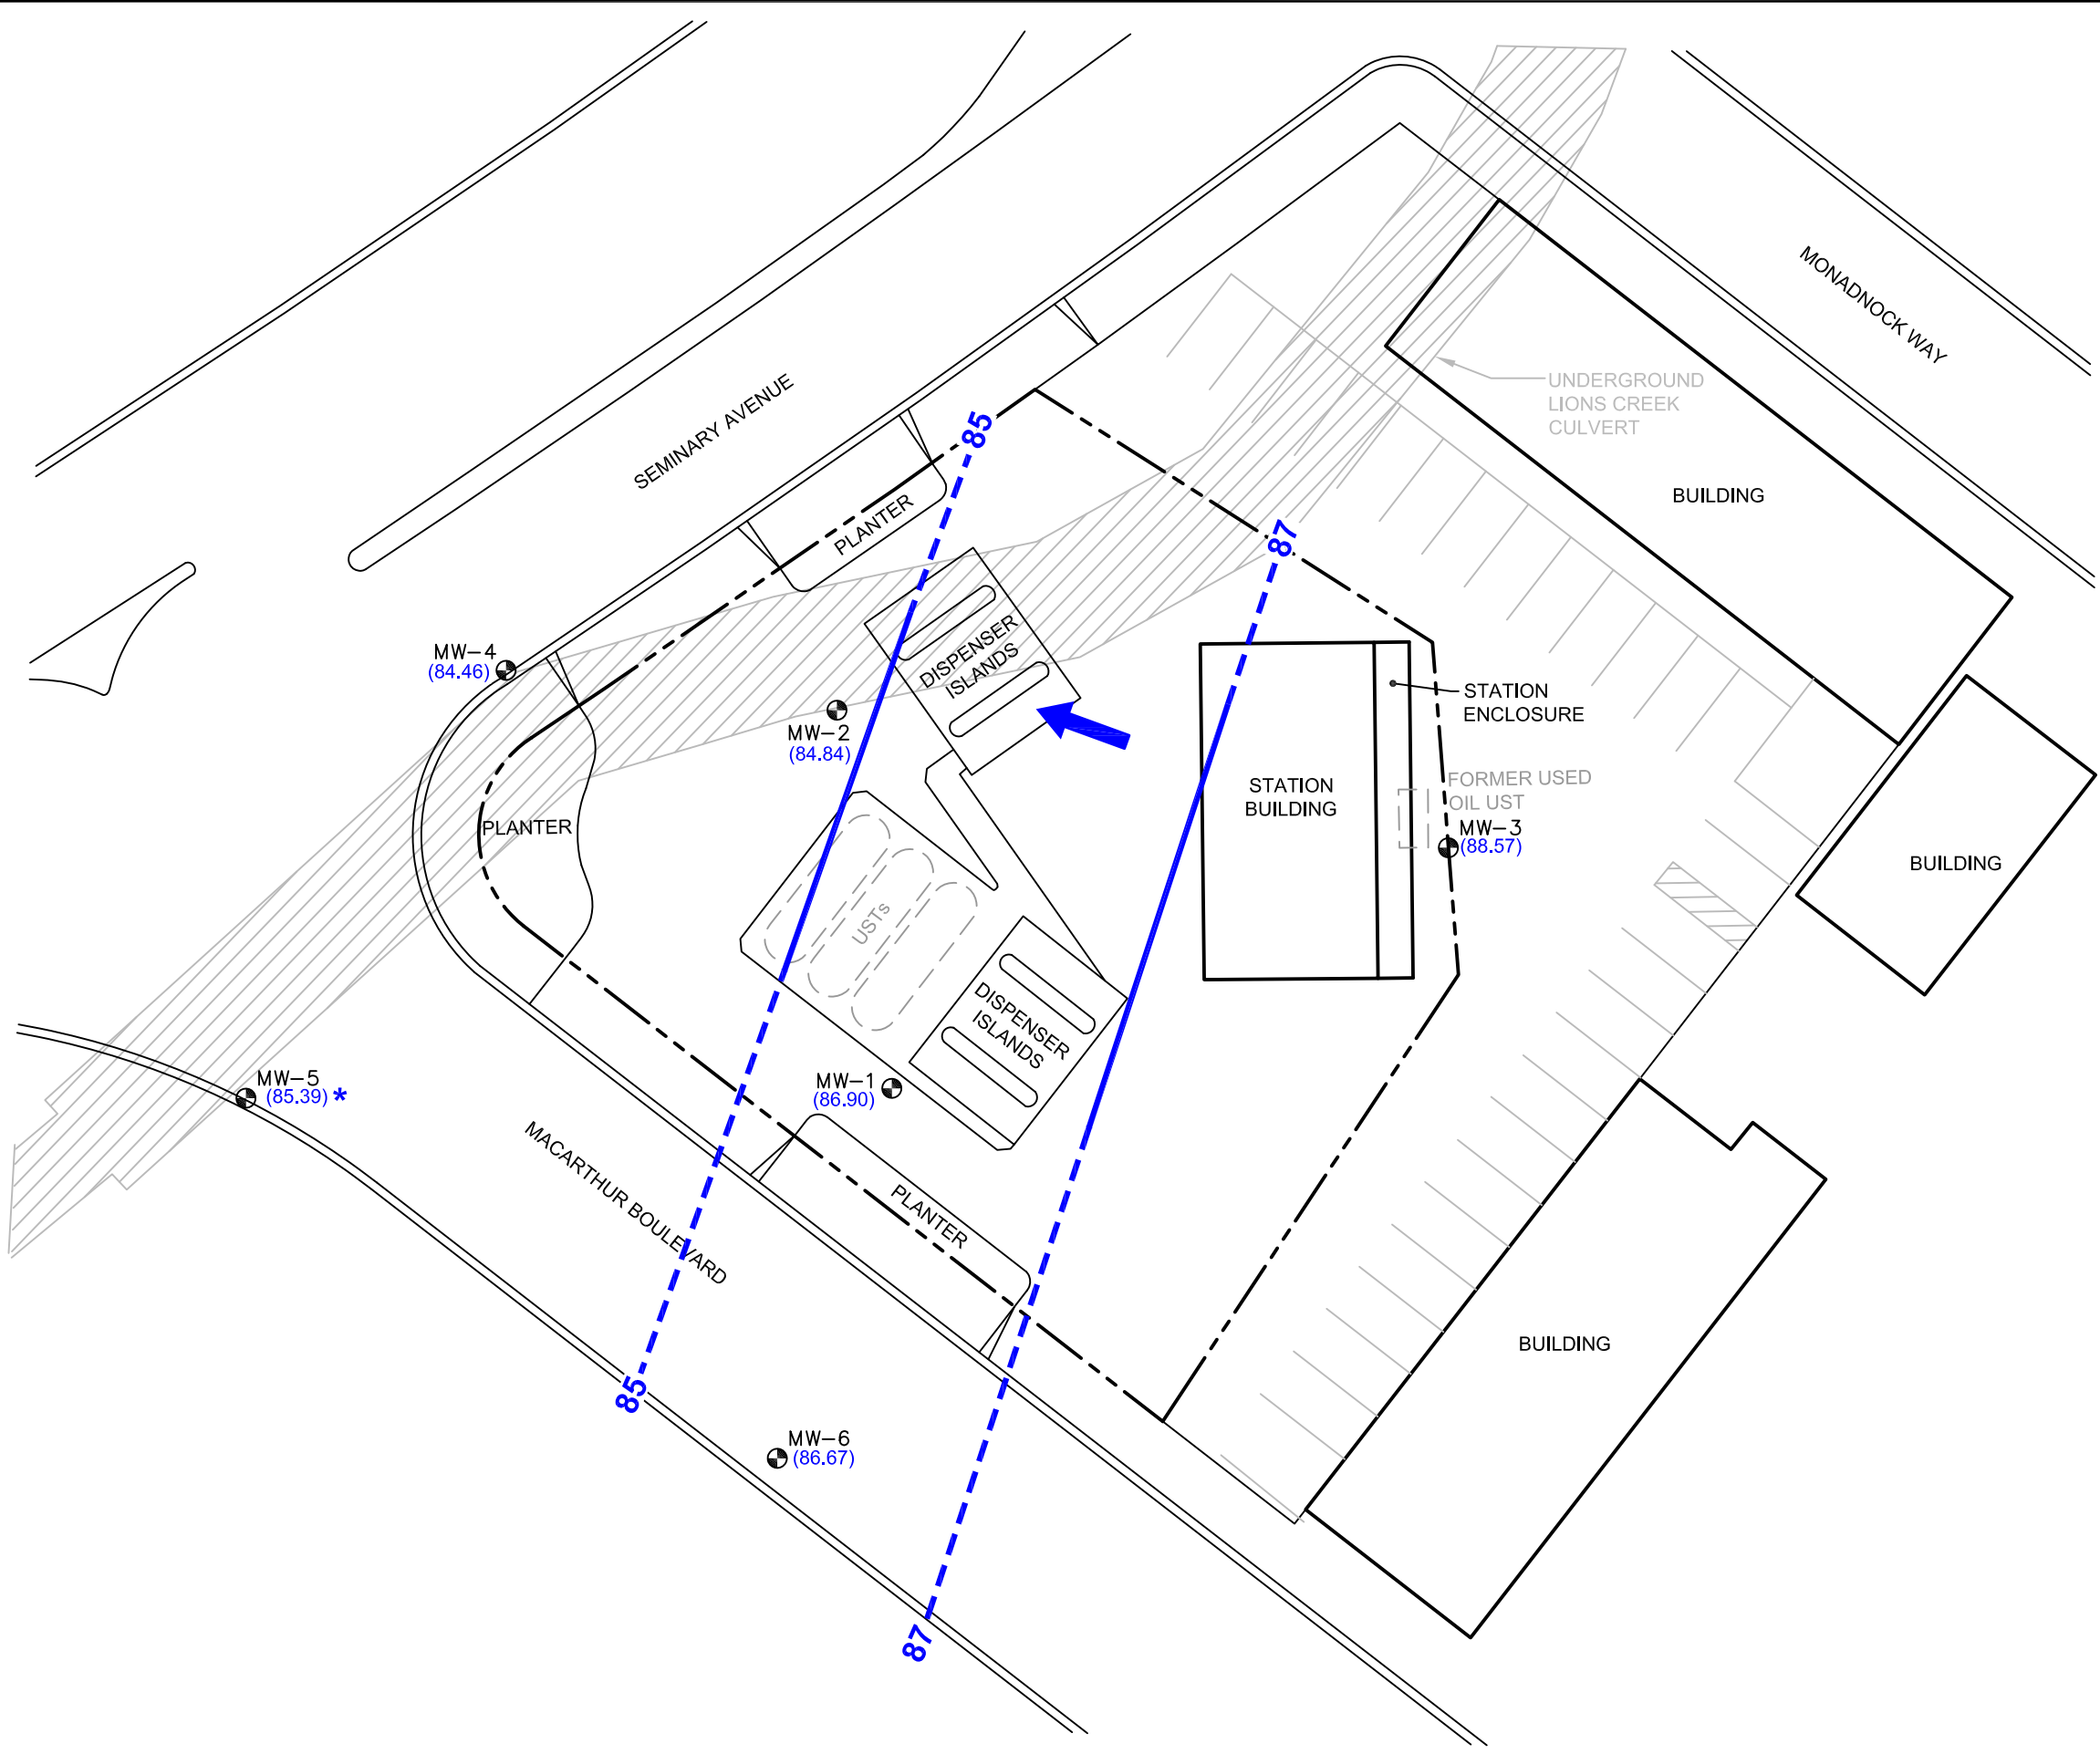 MONADNOCK WAY
UNDERGROUND
LIONS CREEK
CULVERT
SEMINARY AVENUE
85
BUILDING
PLANTER
87
DISPENSER
ISLANDS
MW-4
(84.46)
STATION
ENCLOSURE
MW-2
(84.84)
STATION
BUILDING
FORMER USED
OIL UST
MW-3
(88.57)
PLANTER
BUILDING
USTs
DISPENSER
ISLANDS
MW-5
(85.39) *
MW-1
(86.90)
MACARTHUR BOULEVARD
PLANTER
BUILDING
85
MW-6
(86.67)
87